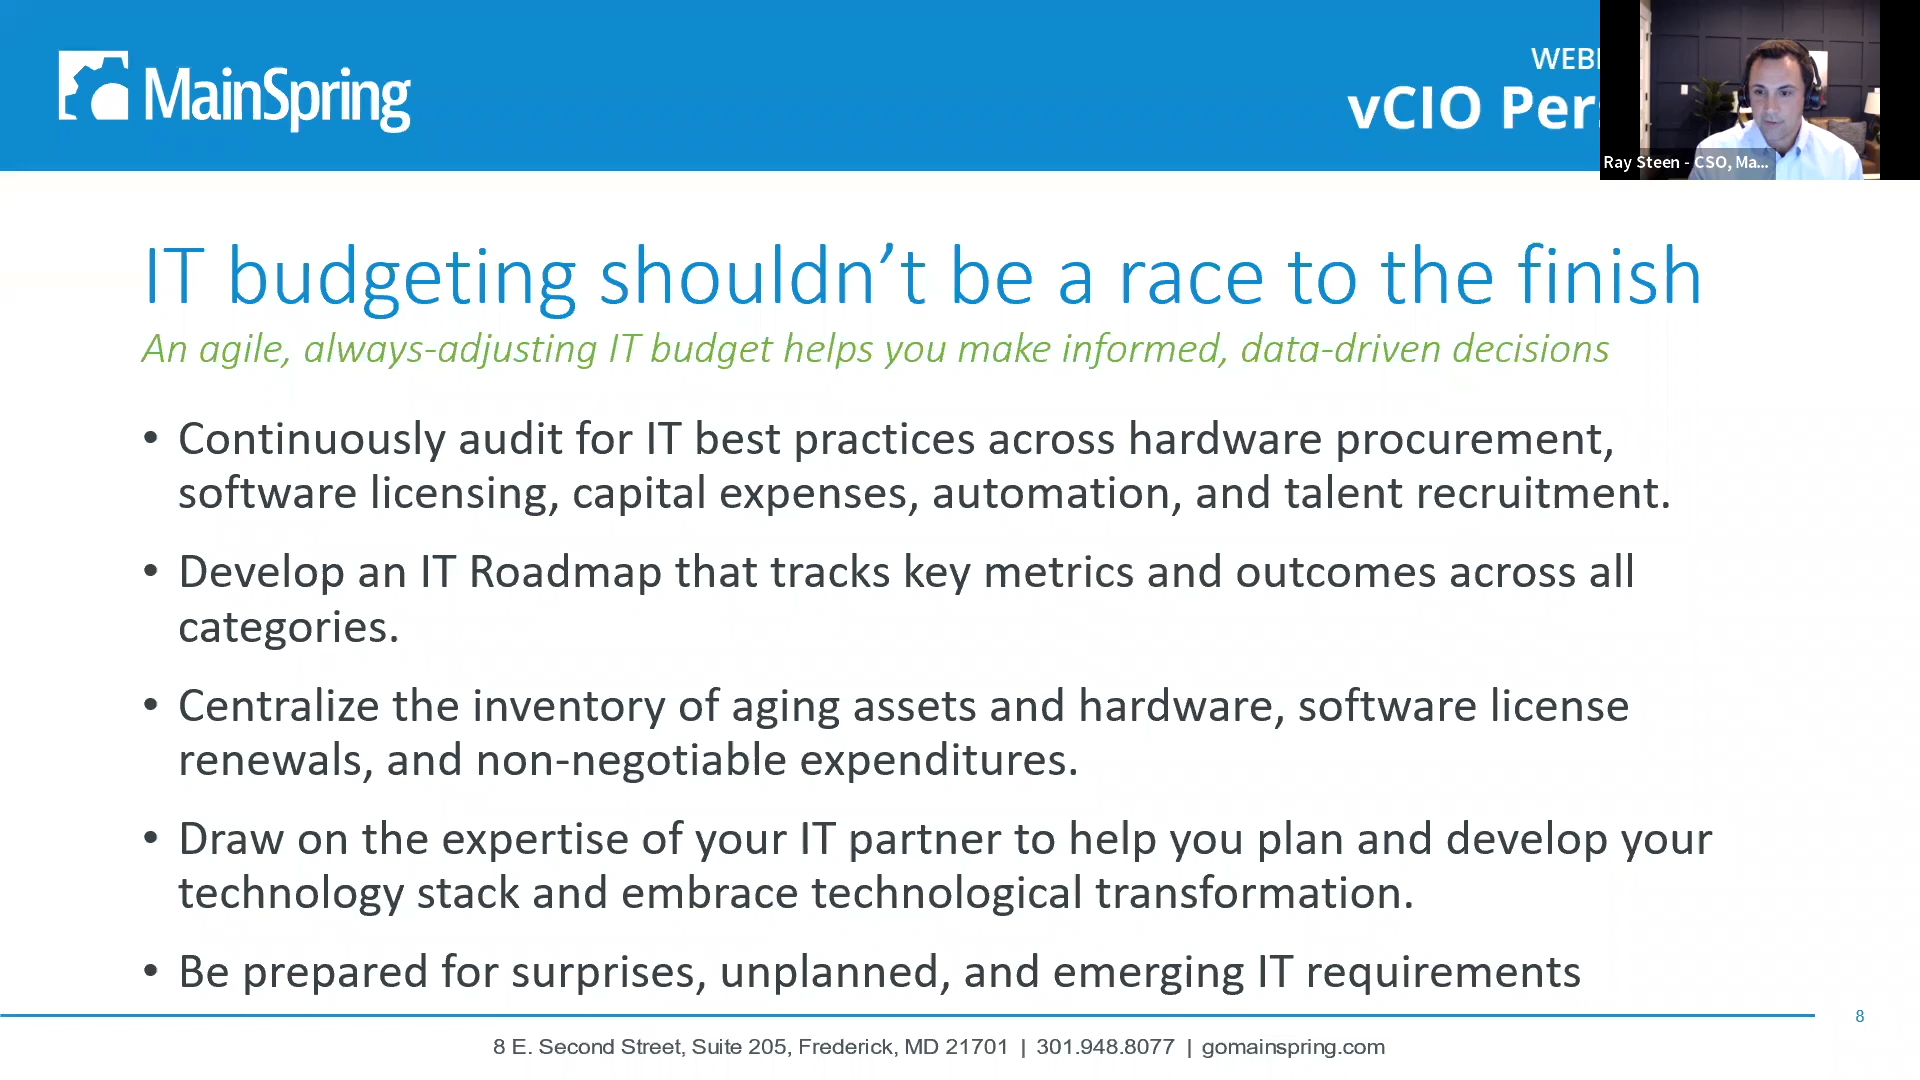 MainSpring
WEBI
vCIO Pers
Ray Steen - CSO, Ma...
IT budgeting shouldn’t be a race to the finish
An agile, always-adjusting IT budget helps you make informed, data-driven decisions
• Continuously audit for IT best practices across hardware procurement,
software licensing, capital expenses, automation, and talent recruitment.
• Develop an IT Roadmap that tracks key metrics and outcomes across all
categories.
• Centralize the inventory of aging assets and hardware, software license
renewals, and non-negotiable expenditures.
• Draw on the expertise of your IT partner to help you plan and develop your
technology stack and embrace technological transformation.
• Be prepared for surprises, unplanned, and emerging IT requirements
8
8 E. Second Street, Suite 205, Frederick, MD 21701 | 301.948.8077 | gomainspring.com